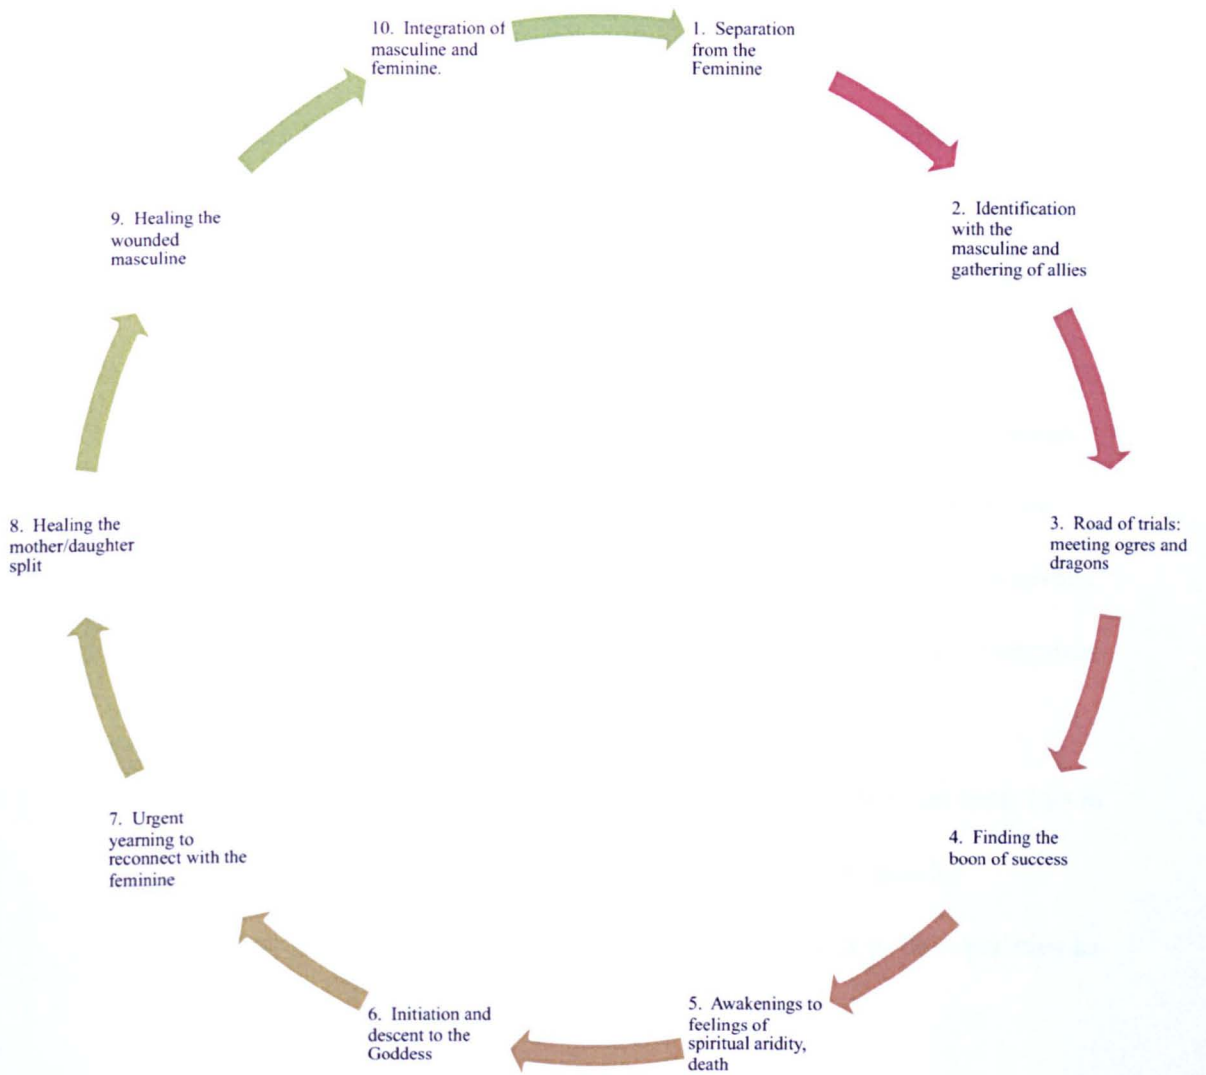 1. Separation
from the
Feminine
2. Identification
with the
masculine and
gathering of allies
3. Road of trials:
meeting ogres and
dragons
4. Finding the
boon of success
5. Awakenings to
feelings of
spiritual aridity,
death
6. Initiation and
descent to the
Goddess
7. Urgent
yearning to
reconnect with the
feminine
8. Healing the
mother/daughter
split
9. Healing the
wounded
masculine
10. Integration of
masculine and
feminine.